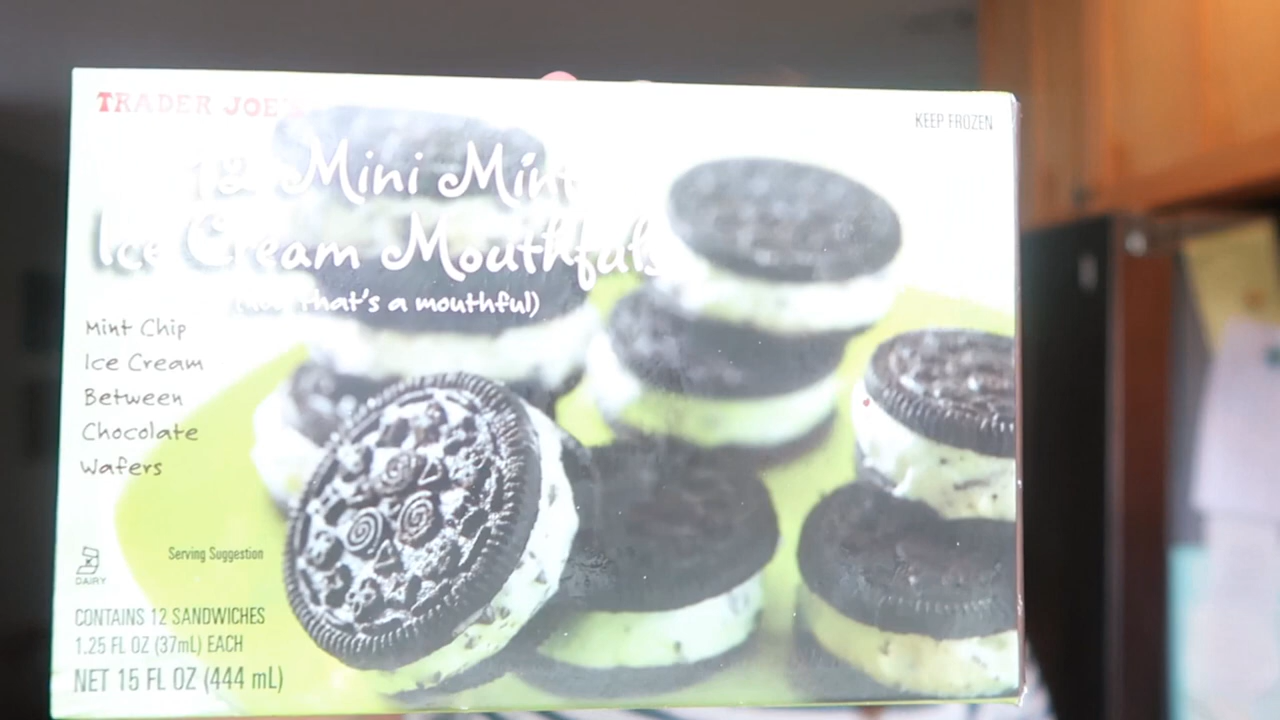 TRADER JOE'S
KEEP FROZEN
12 Mini Mint
Ice Cream Mouthfuls
that's a mouthful)
Mint Chip
Ice Cream
Between
Chocolate
Wafers
Serving Suggestion
DAIRY
CONTAINS 12 SANDWICHES
1.25 FL OZ (37mL) EACH
NET 15 FL OZ (444 mL)